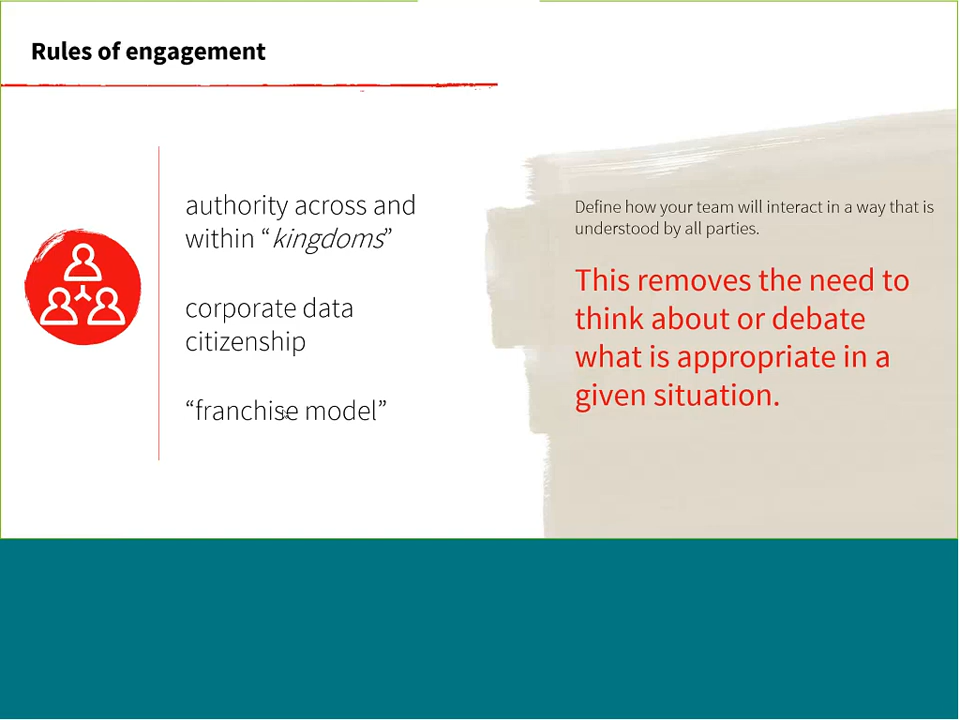 Rules of engagement
authority across and
within “kingdoms”
corporate data
citizenship
“franchise model”
Define how your team will interact in a way that is
understood by all parties.
This removes the need to
think about or debate
what is appropriate in a
given situation.